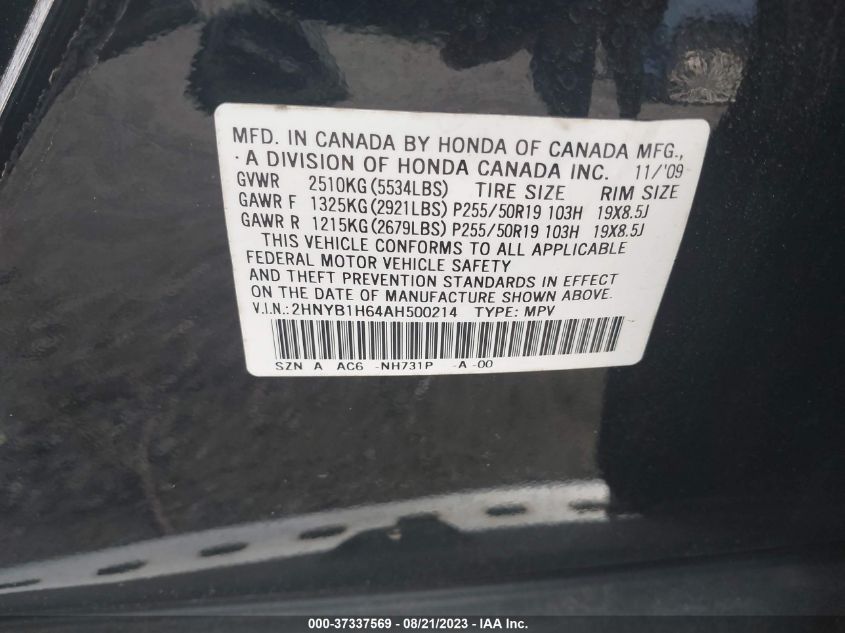 MFD. IN CANADA BY HONDA OF CANADA MFG.,
A DIVISION OF HONDA CANADA INC. 11/'09
GVWR 2510KG(5534LBS) TIRE SIZE RIM SIZE
GAWR F 1325KG(2921LBS) P255/50R19 103H 19X8.5J
GAWR R 1215KG(2679LBS) P255/50R19 103H 19X8.5J
THIS VEHICLE CONFORMS TO ALL APPLICABLE
FEDERAL MOTOR VEHICLE SAFETY
AND THEFT PREVENTION STANDARDS IN EFFECT
ON THE DATE OF MANUFACTURE SHOWN ABOVE.
V.I.N.:2HNYB1H64AH500214 TYPE: MPV
SZN A AC6 -NH731P -A -00
000-37337569 - 08/21/2023 - IAA Inc.